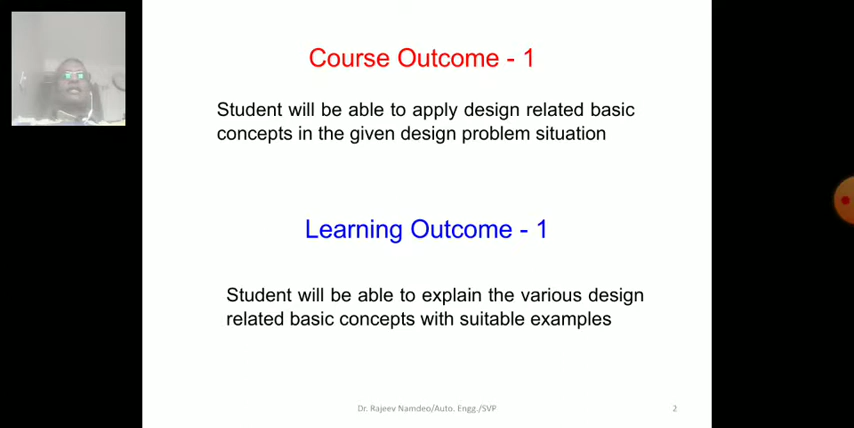 Course Outcome - 1
Student will be able to apply design related basic
concepts in the given design problem situation
Learning Outcome - 1
Student will be able to explain the various design
related basic concepts with suitable examples
Dr. Rajeev Namdeo/Auto. Engg./SVP
2